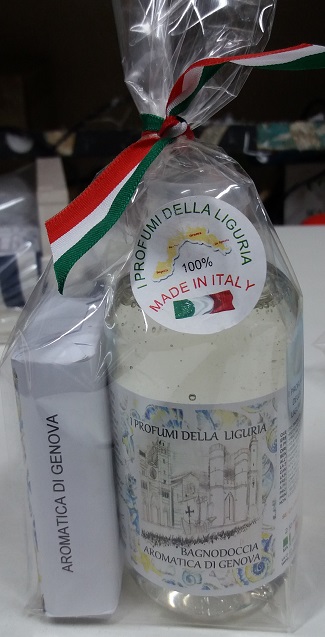 I PROFUMI DELLA LIGURIA
100%
MADE IN ITALY
AROMATICA DI GENOVA
I PROFUMI DELLA LIGURIA
BAGNODOCCIA
AROMATICA DI GENOVA